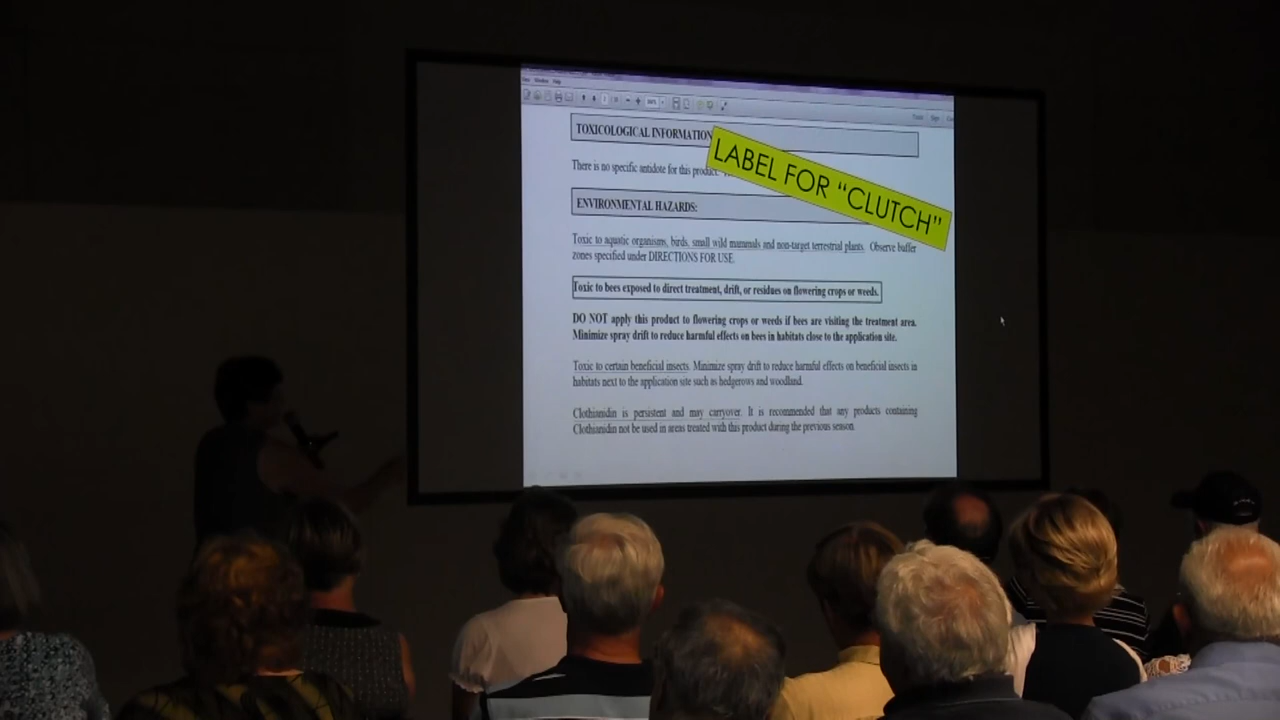 View Window Help
TOXICOLOGICAL INFORMATION
LABEL FOR “CLUTCH”
There is no specific antidote for this product.
ENVIRONMENTAL HAZARDS:
Toxic to aquatic organisms, birds, small wild mammals and non-target terrestrial plants. Observe buffer
zones specified under DIRECTIONS FOR USE.
Toxic to bees exposed to direct treatment, drift, or residues on flowering crops or weeds.
DO NOT apply this product to flowering crops or weeds if bees are visiting the treatment area.
Minimize spray drift to reduce harmful effects on bees in habitats close to the application site.
Toxic to certain beneficial insects. Minimize spray drift to reduce harmful effects on beneficial insects in
habitats next to the application site such as hedgerows and woodland.
Clothianidin is persistent and may carryover. It is recommended that any products containing
Clothianidin not be used in areas treated with this product during the previous season.